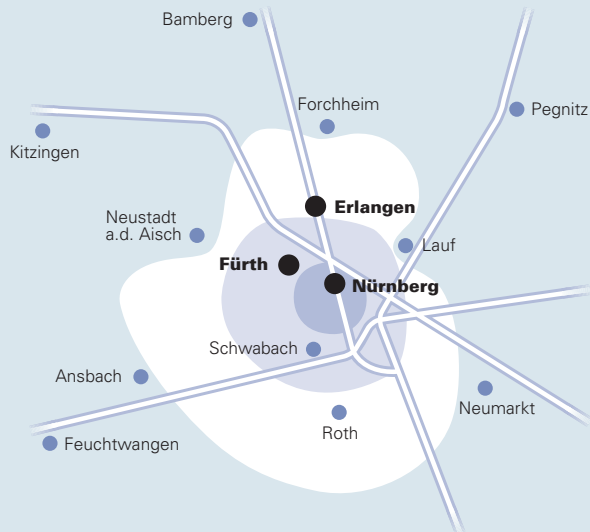 Bamberg
Forchheim
Pegnitz
Kitzingen
Erlangen
Neustadt
a.d. Aisch
Lauf
Fürth
Nürnberg
Schwabach
Ansbach
Neumarkt
Roth
Feuchtwangen